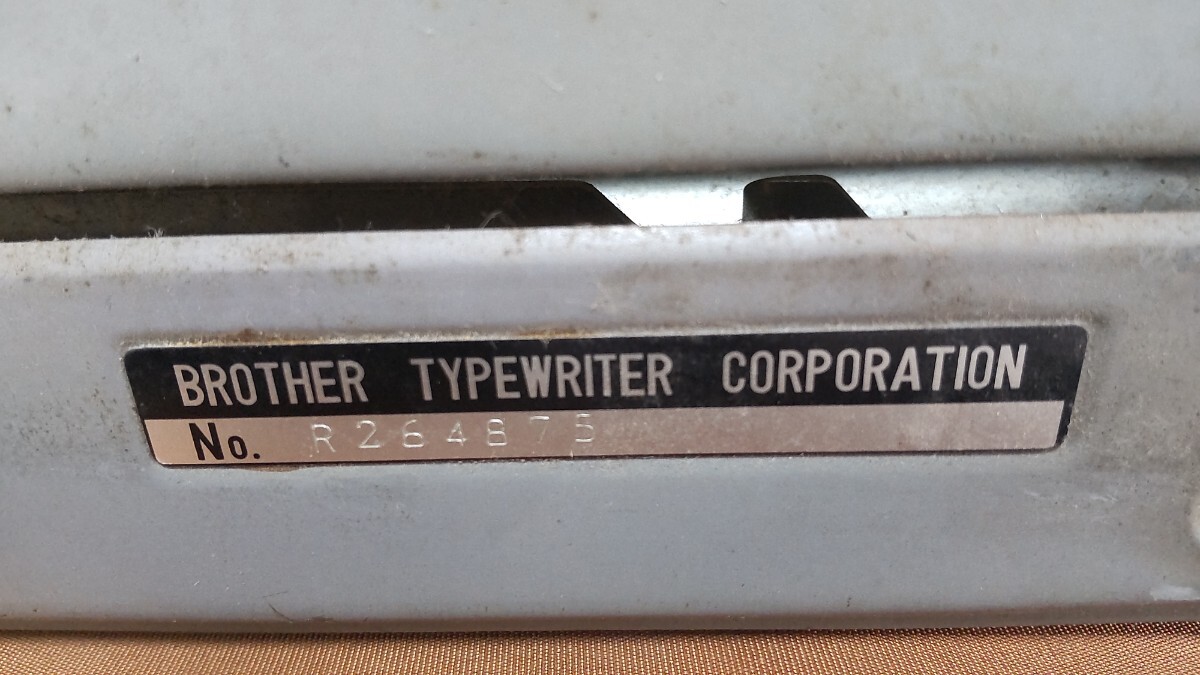 BROTHER TYPEWRITER CORPORATION
No. R264875